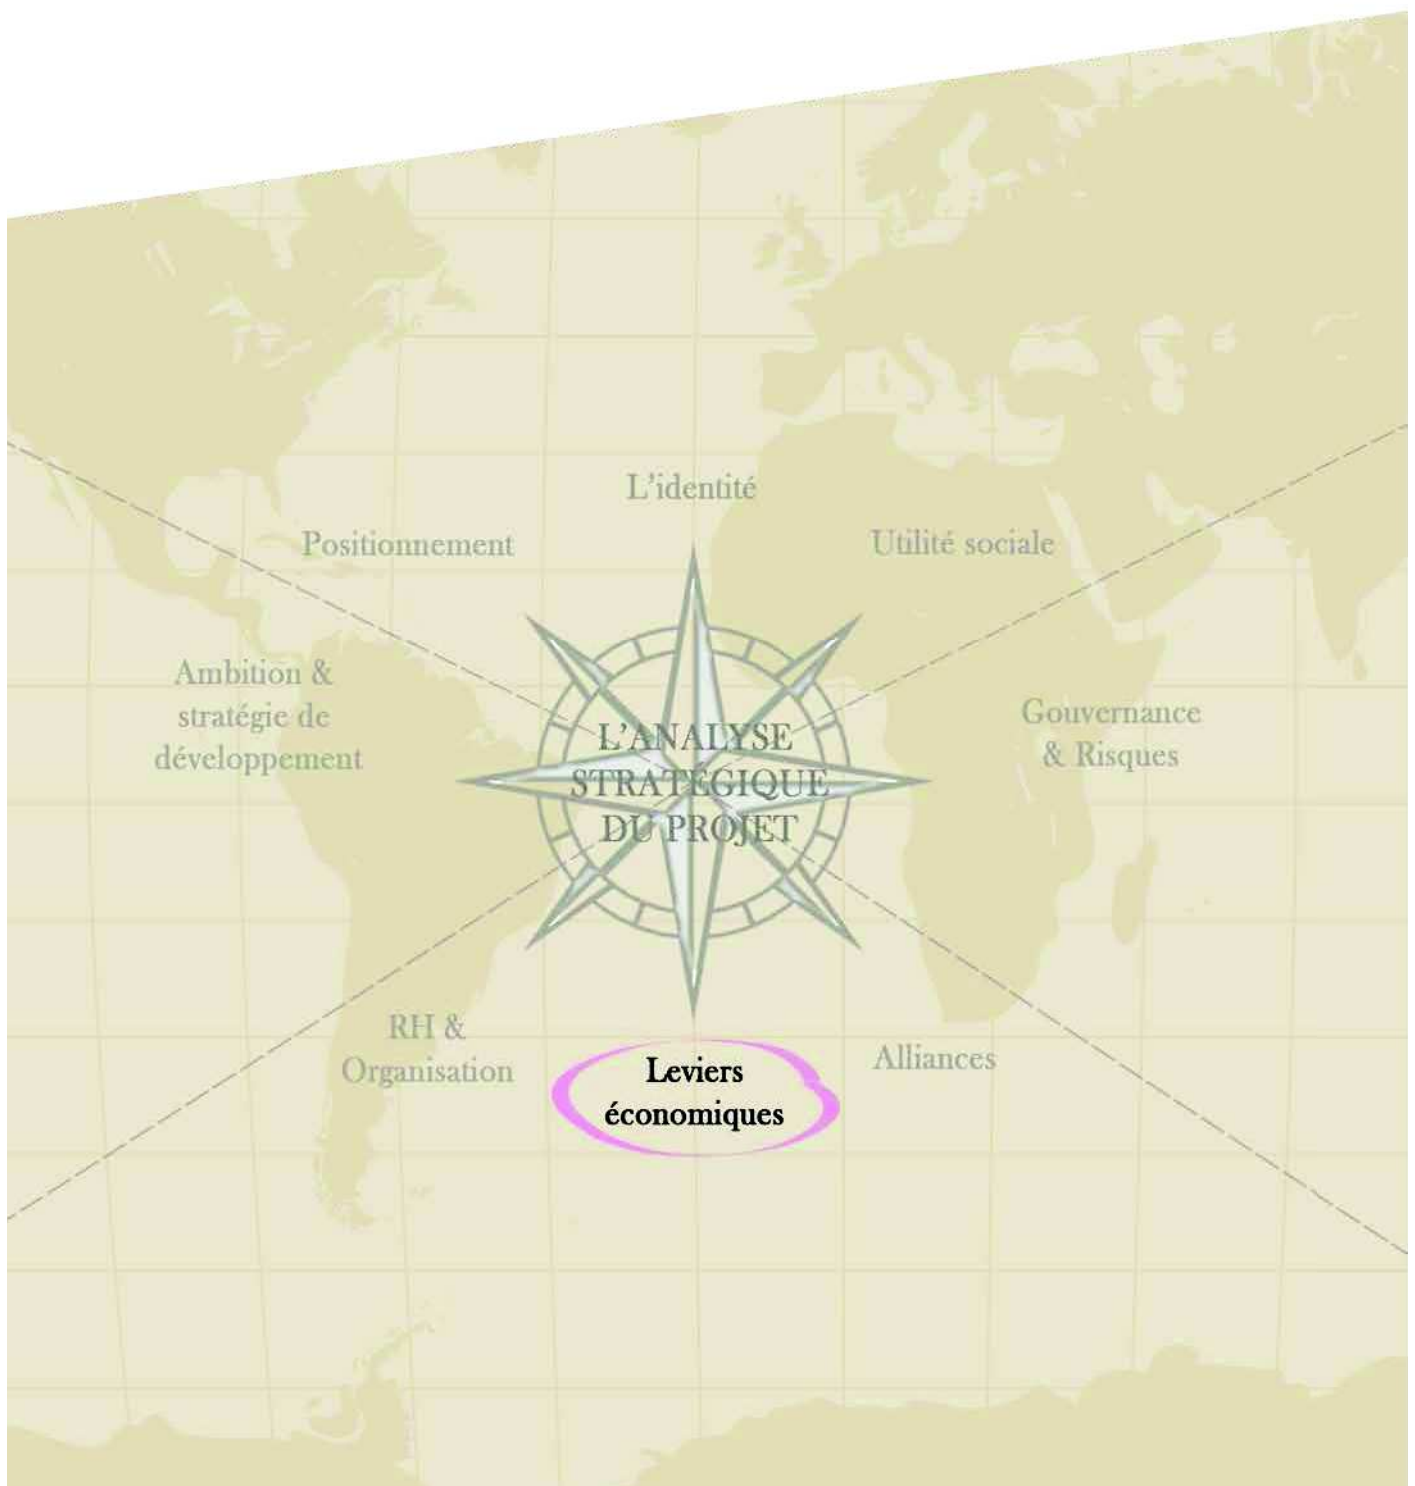 L'identité
Positionnement
Utilité sociale
Ambition &
stratégie de
développement
Gouvernance
& Risques
L'ANALYSE
STRATÉGIQUE
DU PROJET
RH &
Organisation
Leviers
économiques
Alliances